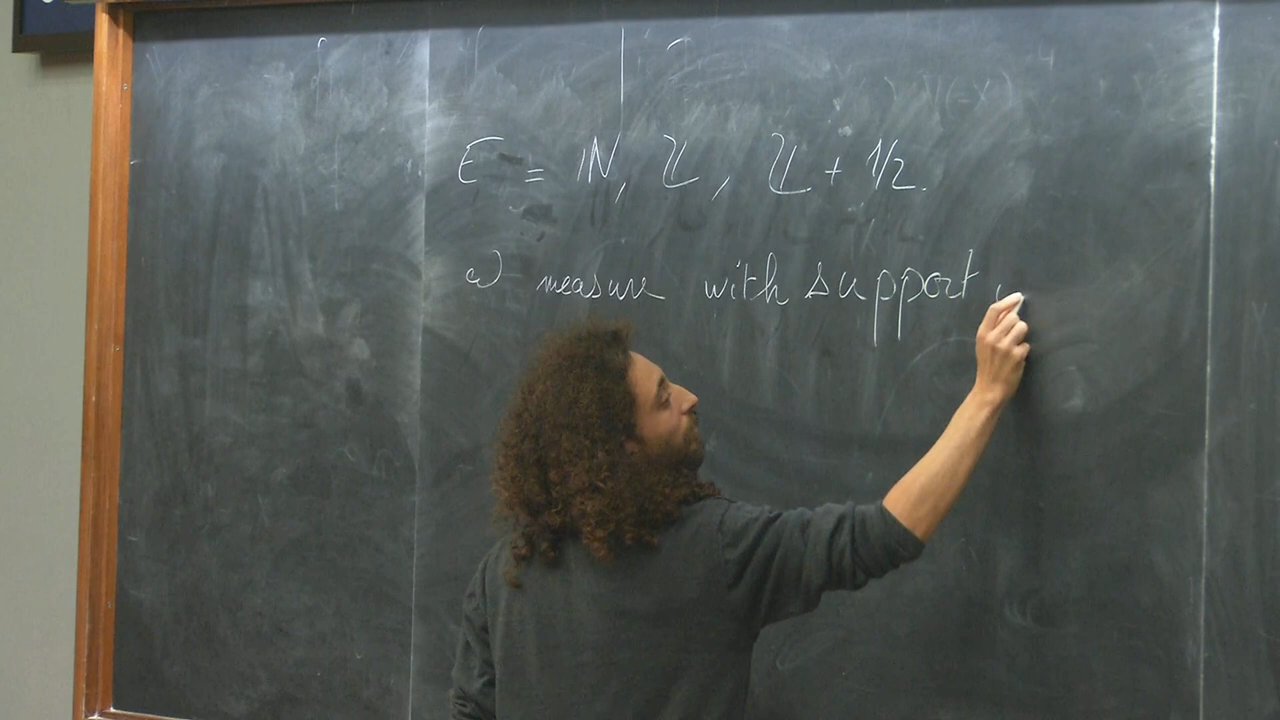 E = ℕ, ℤ, ℤ + 1/2.
ω measure with support
V(-x)